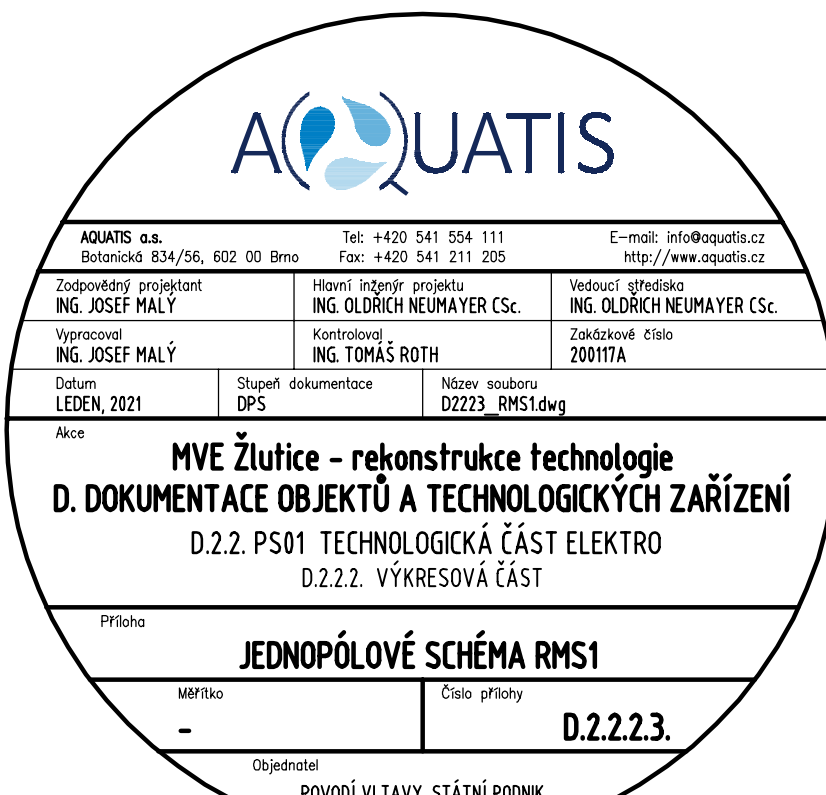 AQUATIS
AQUATIS a.s. Tel: +420 541 554 111 E-mail: info@aquatis.cz
Botanická 834/56, 602 00 Brno Fax: +420 541 211 205 http://www.aquatis.cz
Zodpovědný projektant Hlavní inženýr projektu Vedoucí střediska
ING. JOSEF MALÝ ING. OLDŘICH NEUMAYER CSc. ING. OLDŘICH NEUMAYER CSc.
Vypracoval Kontroloval Zakázkové číslo
ING. JOSEF MALÝ ING. TOMÁŠ ROTH 200117A
Datum Stupeň dokumentace Název souboru
LEDEN, 2021 DPS D2223_RMS1.dwg
Akce
MVE Žlutice - rekonstrukce technologie
D. DOKUMENTACE OBJEKTŮ A TECHNOLOGICKÝCH ZAŘÍZENÍ
D.2.2. PS01 TECHNOLOGICKÁ ČÁST ELEKTRO
D.2.2.2. VÝKRESOVÁ ČÁST
Příloha
JEDNOPÓLOVÉ SCHÉMA RMS1
Měřítko Číslo přílohy
- D.2.2.2.3.
Objednatel
POVODÍ VLTAVY, STÁTNÍ PODNIK